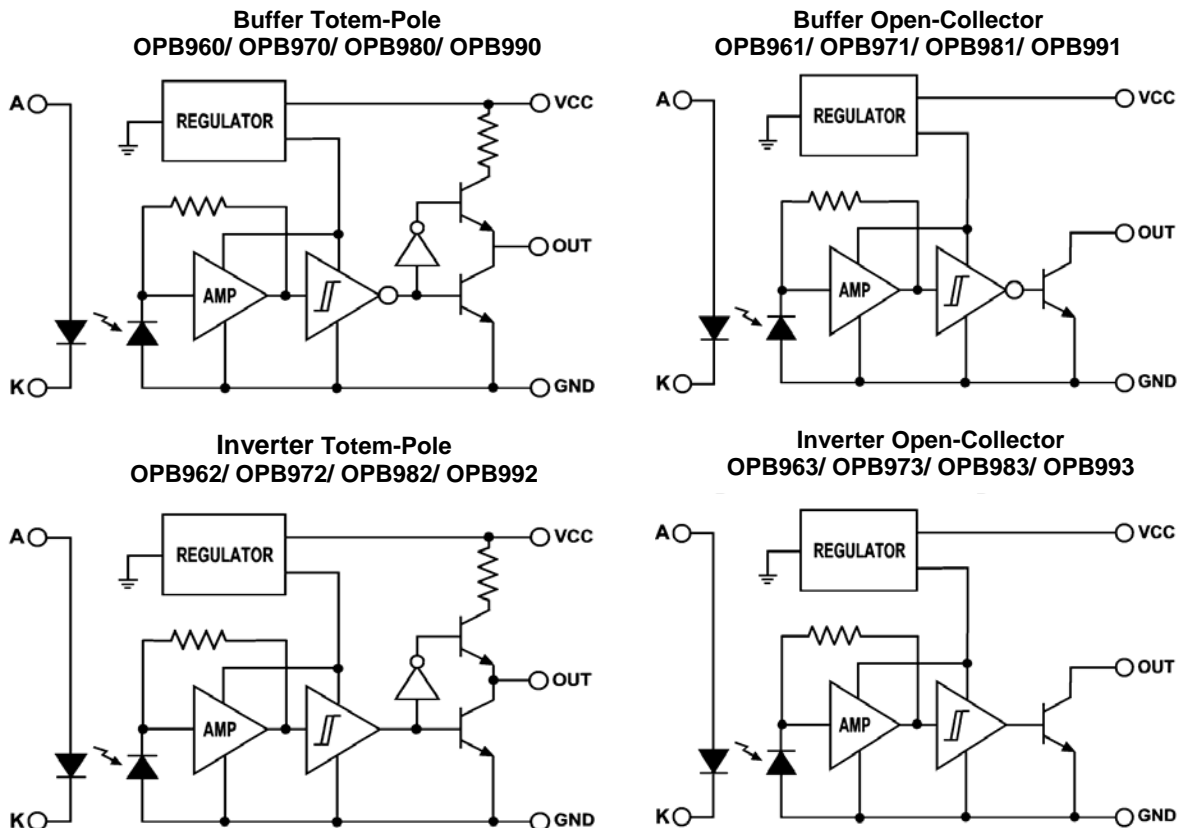 Buffer Totem-Pole
OPB960/ OPB970/ OPB980/ OPB990
A
REGULATOR
VCC
AMP
OUT
K
GND
Buffer Open-Collector
OPB961/ OPB971/ OPB981/ OPB991
A
REGULATOR
VCC
AMP
OUT
K
GND
Inverter Totem-Pole
OPB962/ OPB972/ OPB982/ OPB992
A
REGULATOR
VCC
AMP
OUT
K
GND
Inverter Open-Collector
OPB963/ OPB973/ OPB983/ OPB993
A
REGULATOR
VCC
AMP
OUT
K
GND